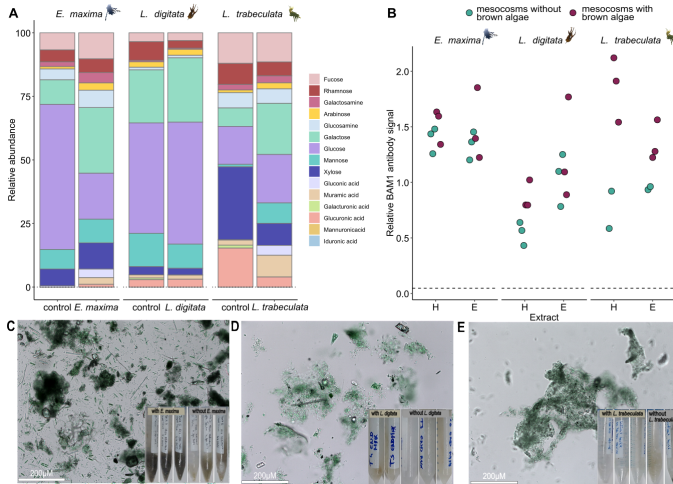 A
E. maxima
L. digitata
L. trabeculata
100
75
50
25
0
Relative abundance
control E. maxima
control L. digitata
control L. trabeculata
Fucose
Rhamnose
Galactosamine
Arabinose
Glucosamine
Galactose
Glucose
Mannose
Xylose
Gluconic acid
Muramic acid
Galacturonic acid
Glucuronic acid
Mannuronicacid
Iduronic acid
B
mesocosms without brown algae
mesocosms with brown algae
E. maxima
L. digitata
L. trabeculata
2.0
1.5
1.0
0.5
0.0
Relative BAM1 antibody signal
H E H E H E
Extract
C
with E. maxima
without E. maxima
200μM
D
with L. digitata
without L. digitata
200μM
E
with L. trabeculata
without L. trabeculata
200μM